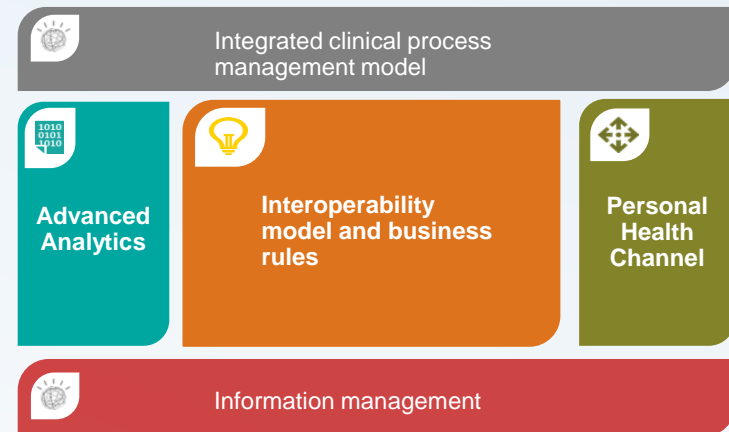 Integrated clinical process
management model
1010
0101
1010
Advanced
Analytics
Interoperability
model and business
rules
Personal
Health
Channel
Information management